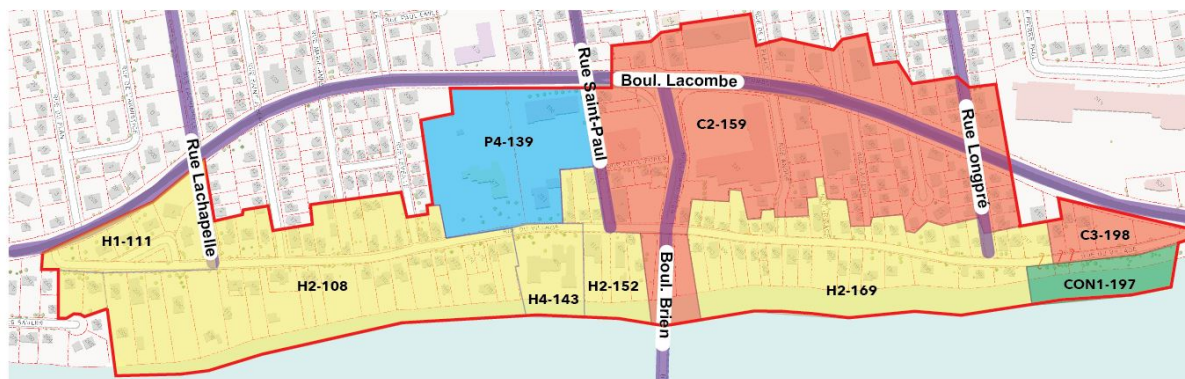 Boul. Lacombe
Rue Saint-Paul
P4-139
C2-159
Rue Lachapelle
Rue Longpré
H1-111
C3-198
H2-108
H4-143
H2-152
Boul. Brien
H2-169
CON1-197